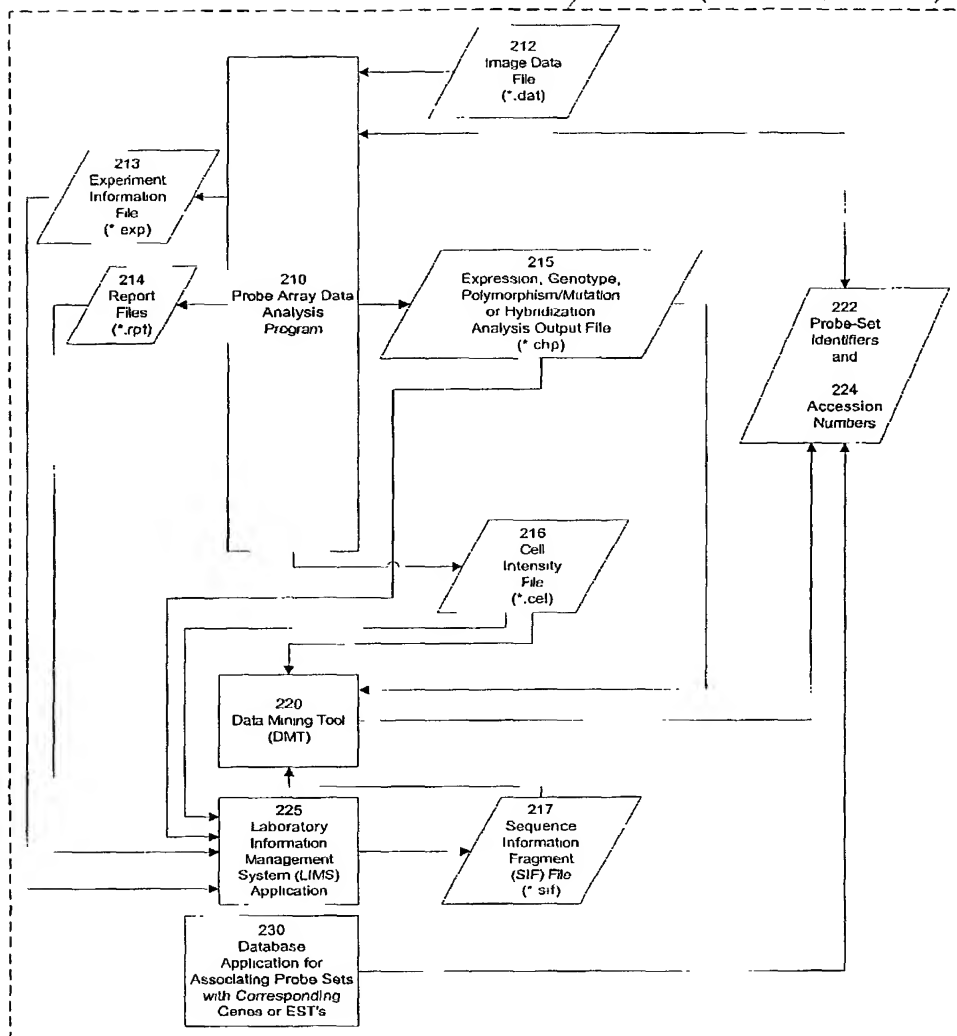 212
Image Data
File
(*.dat)
213
Experiment
Information
File
(* exp)
214
Report
Files
(*.rpt)
210
Probe Array Data
Analysis
Program
215
Expression, Genotype,
Polymorphism/Mutation
or Hybridization
Analysis Output File
(* chp)
222
Probe-Set
Identifiers
and
224
Accession
Numbers
216
Cell
Intensity
File
(*.cel)
220
Data Mining Tool
(DMT)
225
Laboratory
Information
Management
System (LIMS)
Application
217
Sequence
Information
Fragment
(SIF) File
(* sif)
230
Database
Application for
Associating Probe Sets
with Corresponding
Genes or EST's